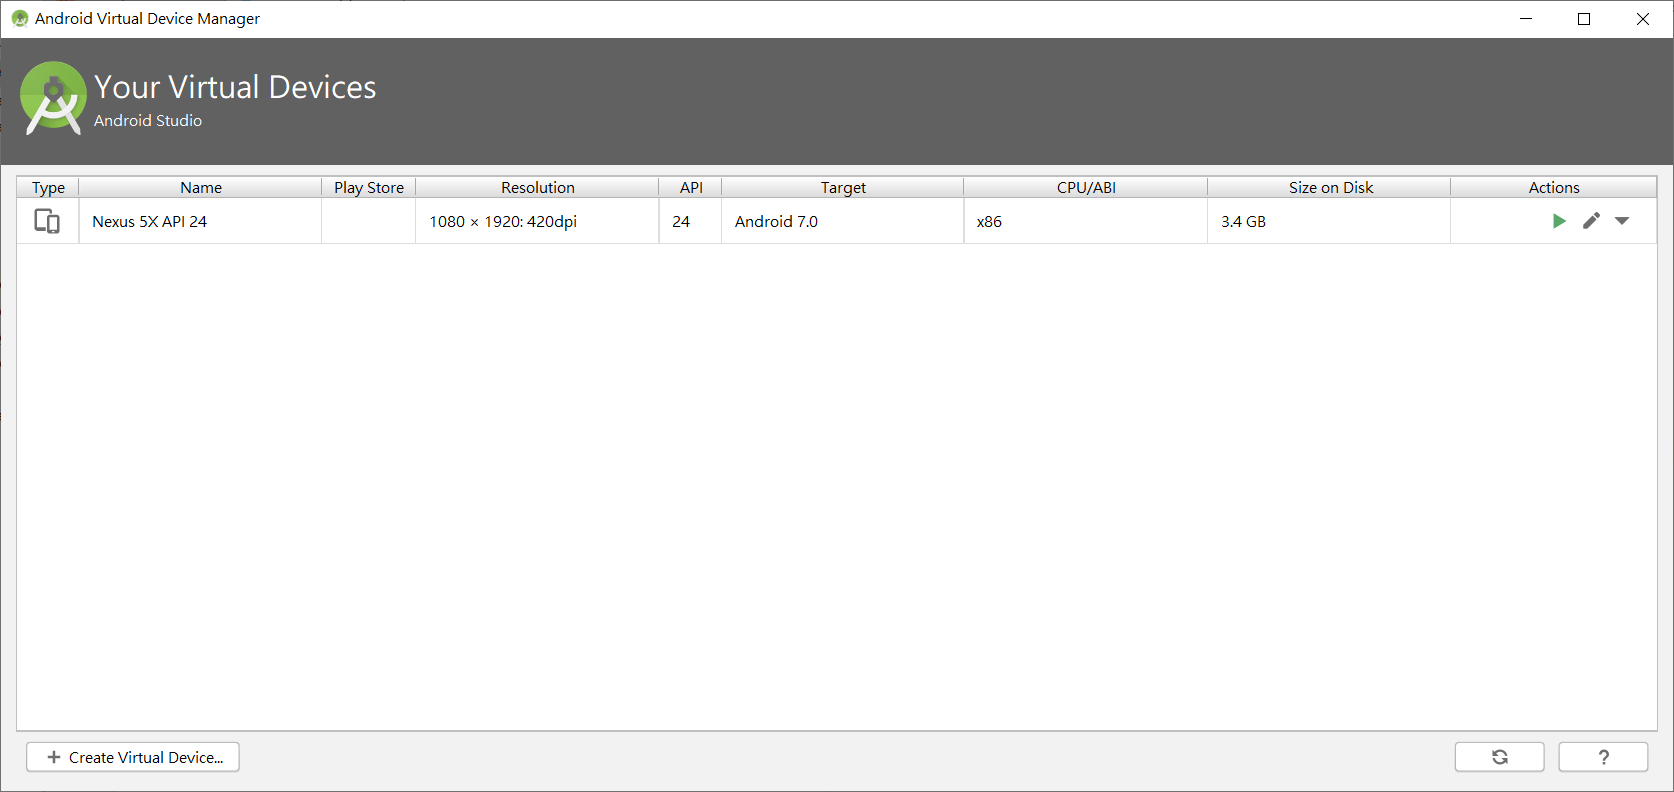 Android Virtual Device Manager
Your Virtual Devices
Android Studio
Type Name Play Store Resolution API Target CPU/ABI Size on Disk Actions
Nexus 5X API 24 1080 × 1920: 420dpi 24 Android 7.0 x86 3.4 GB
+ Create Virtual Device... ?